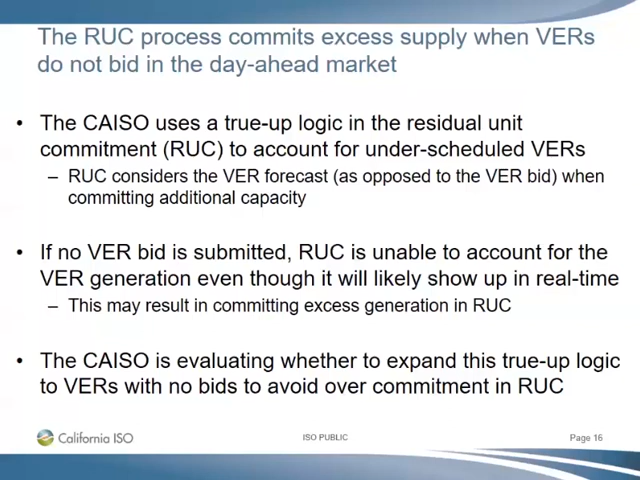 The RUC process commits excess supply when VERs
do not bid in the day-ahead market
• The CAISO uses a true-up logic in the residual unit
commitment (RUC) to account for under-scheduled VERs
– RUC considers the VER forecast (as opposed to the VER bid) when
committing additional capacity
• If no VER bid is submitted, RUC is unable to account for the
VER generation even though it will likely show up in real-time
– This may result in committing excess generation in RUC
• The CAISO is evaluating whether to expand this true-up logic
to VERs with no bids to avoid over commitment in RUC
California ISO
ISO PUBLIC
Page 16